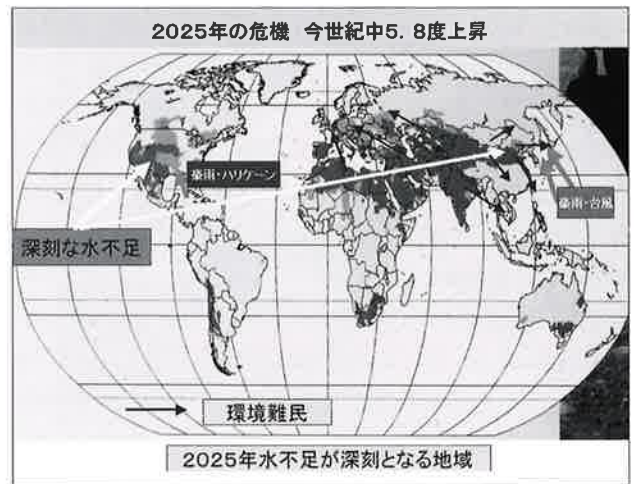 2025年の危機 今世紀中5.8度上昇
豪雨・ハリケーン
豪雨・台風
深刻な水不足
環境難民
2025年水不足が深刻となる地域